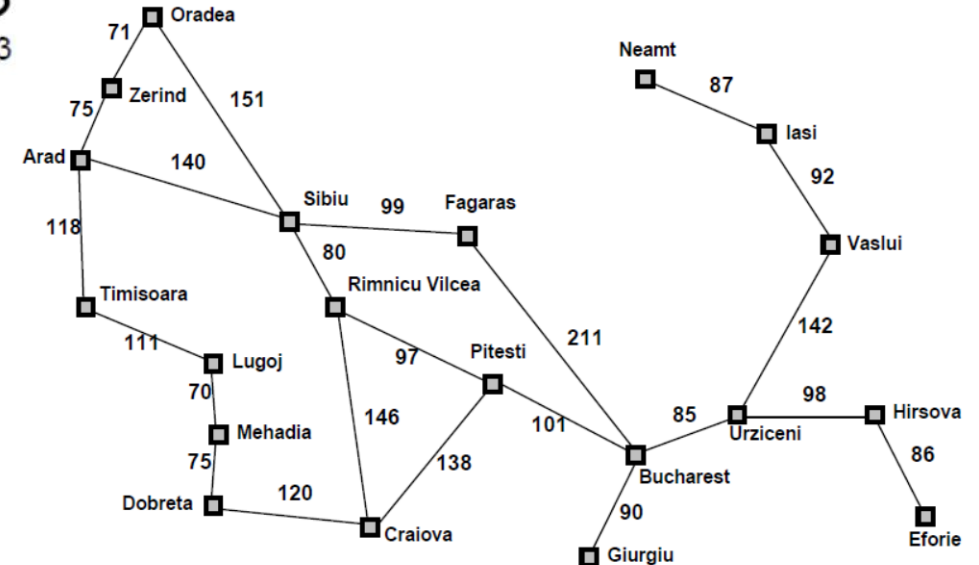 3
Oradea
71
Neamt
87
Zerind
151
75
Iasi
Arad
140
92
Sibiu
99
Fagaras
118
Vaslui
80
Timisoara
Rimnicu Vilcea
142
211
111
Lugoj
97
Pitesti
70
98
Hirsova
146
101
85
Urziceni
Mehadia
138
86
75
Bucharest
Dobreta
120
90
Craiova
Eforie
Giurgiu